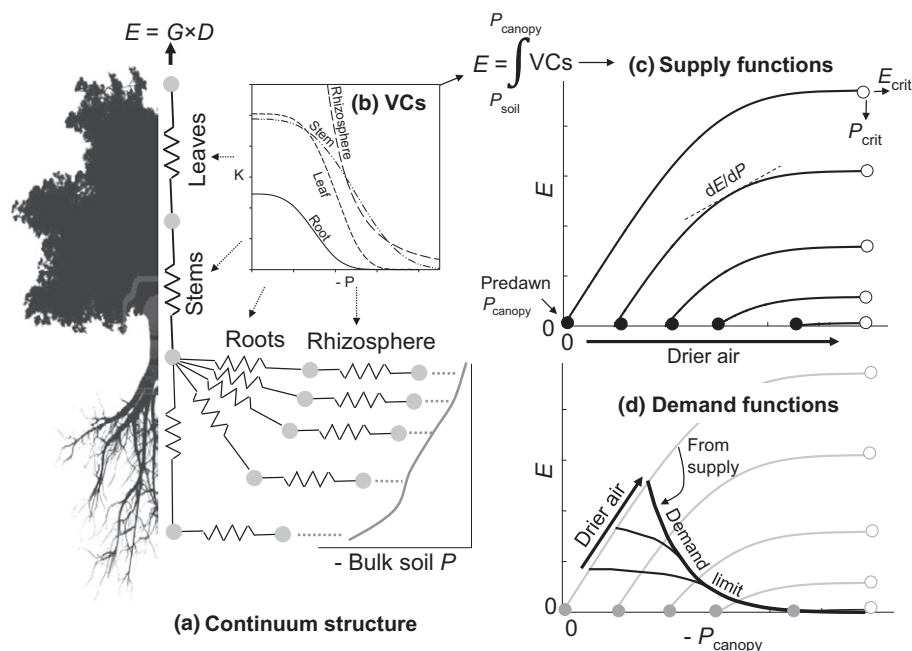 E = G×D
Leaves
Stems
Roots
Rhizosphere
- Bulk soil P
(a) Continuum structure
(b) VCs
K
Rhizosphere
Stem
Leaf
Root
- P
E = ∫ VCs
P_canopy
P_soil
(c) Supply functions
E_crit
P_crit
dE/dP
E
Predawn
P_canopy
0
0
Drier air
(d) Demand functions
E
From
supply
Drier air
Demand
limit
0
0
- P_canopy